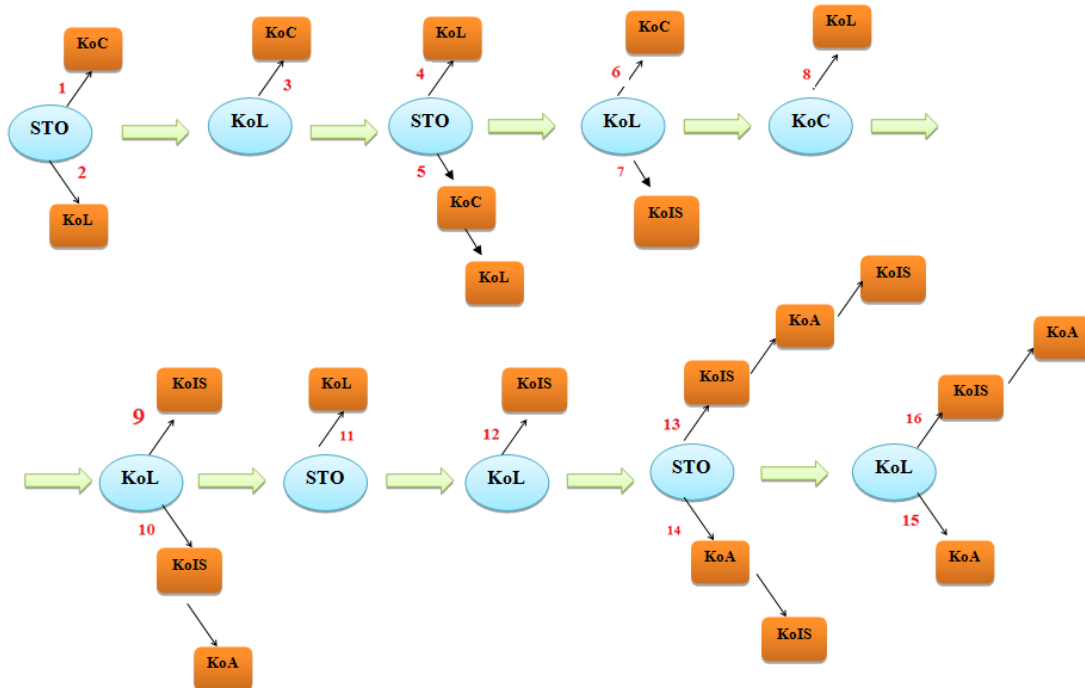 KoC
1
STO
2
KoL
KoC
3
KoL
KoL
4
STO
5
KoC
KoL
KoC
6
KoL
7
KoIS
KoL
8
KoC
KoIS
9
KoL
10
KoIS
KoA
KoL
11
STO
KoIS
12
KoL
KoIS
KoA
KoIS
13
STO
14
KoA
KoIS
KoA
KoIS
16
KoL
15
KoA